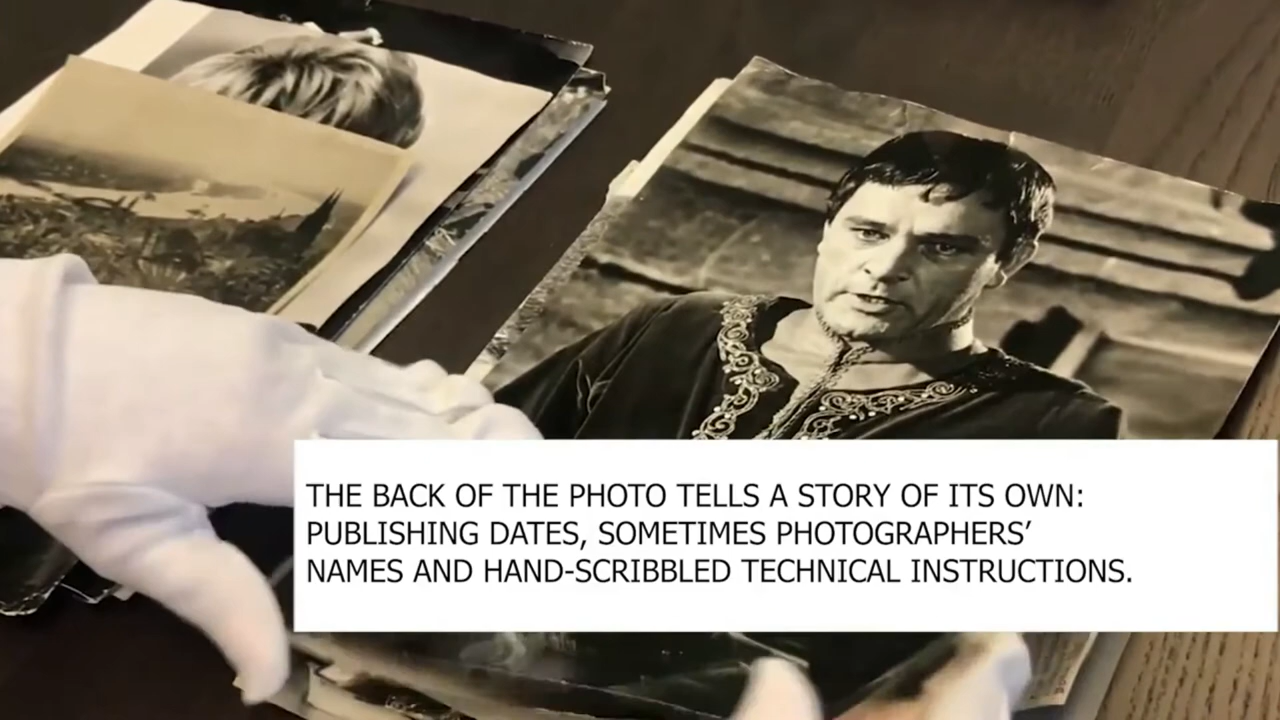 THE BACK OF THE PHOTO TELLS A STORY OF ITS OWN:
PUBLISHING DATES, SOMETIMES PHOTOGRAPHERS’
NAMES AND HAND-SCRIBBLED TECHNICAL INSTRUCTIONS.